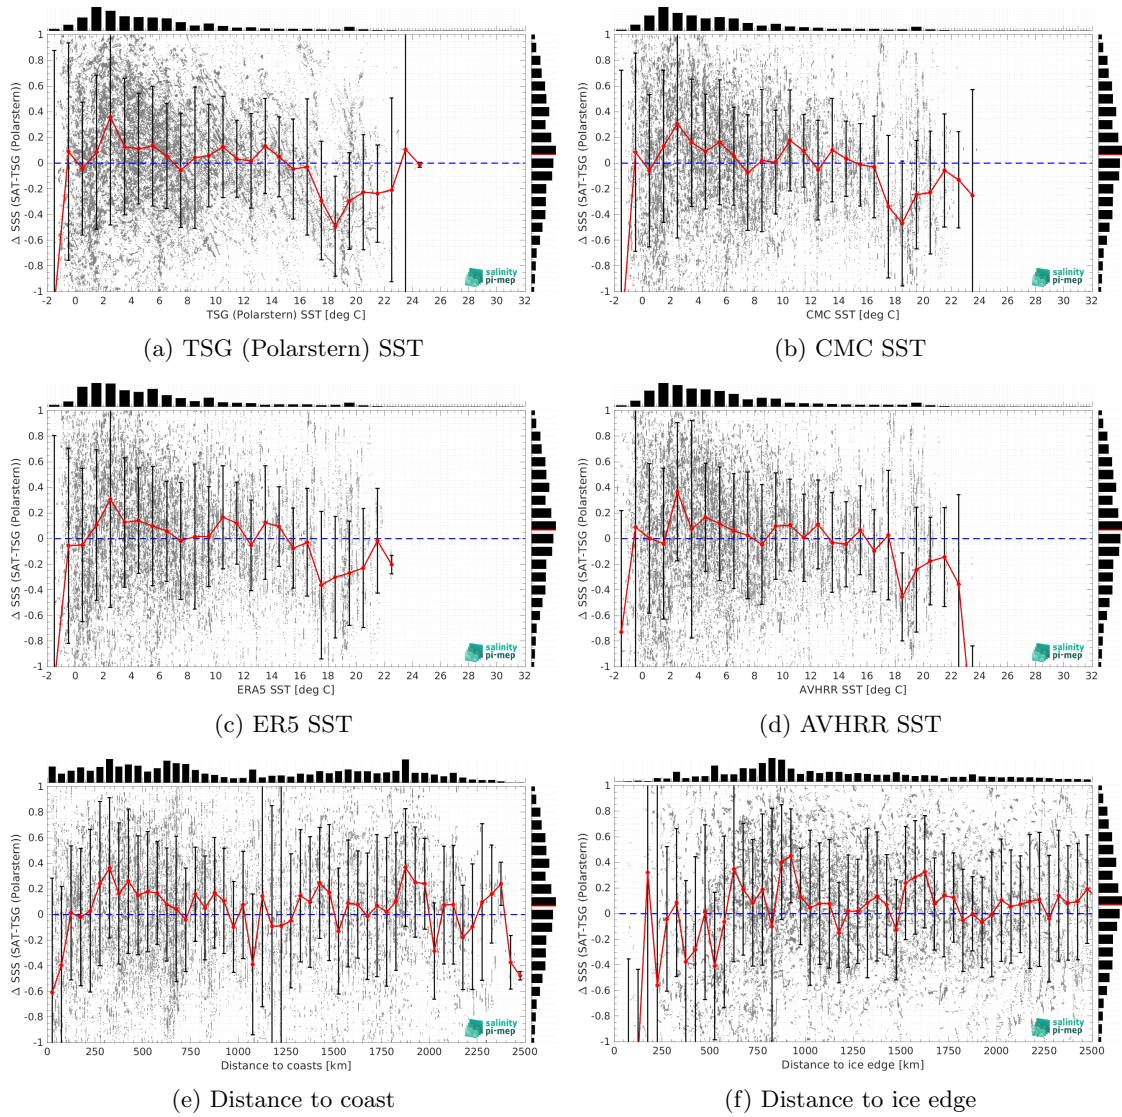 1
0.8
0.6
0.4
0.2
0
-0.2
-0.4
-0.6
-0.8
-1
Δ SSS (SAT-TSG (Polarstern))
salinity
pi-mep
-2 0 2 4 6 8 10 12 14 16 18 20 22 24 26 28 30 32
TSG (Polarstern) SST [deg C]
(a) TSG (Polarstern) SST
1
0.8
0.6
0.4
0.2
0
-0.2
-0.4
-0.6
-0.8
-1
Δ SSS (SAT-TSG (Polarstern))
salinity
pi-mep
-2 0 2 4 6 8 10 12 14 16 18 20 22 24 26 28 30 32
CMC SST [deg C]
(b) CMC SST
1
0.8
0.6
0.4
0.2
0
-0.2
-0.4
-0.6
-0.8
-1
Δ SSS (SAT-TSG (Polarstern))
salinity
pi-mep
-2 0 2 4 6 8 10 12 14 16 18 20 22 24 26 28 30 32
ERA5 SST [deg C]
(c) ER5 SST
1
0.8
0.6
0.4
0.2
0
-0.2
-0.4
-0.6
-0.8
-1
Δ SSS (SAT-TSG (Polarstern))
salinity
pi-mep
-2 0 2 4 6 8 10 12 14 16 18 20 22 24 26 28 30 32
AVHRR SST [deg C]
(d) AVHRR SST
1
0.8
0.6
0.4
0.2
0
-0.2
-0.4
-0.6
-0.8
-1
Δ SSS (SAT-TSG (Polarstern))
salinity
pi-mep
0 250 500 750 1000 1250 1500 1750 2000 2250 2500
Distance to coasts [km]
(e) Distance to coast
1
0.8
0.6
0.4
0.2
0
-0.2
-0.4
-0.6
-0.8
-1
Δ SSS (SAT-TSG (Polarstern))
salinity
pi-mep
0 250 500 750 1000 1250 1500 1750 2000 2250 2500
Distance to ice edge [km]
(f) Distance to ice edge